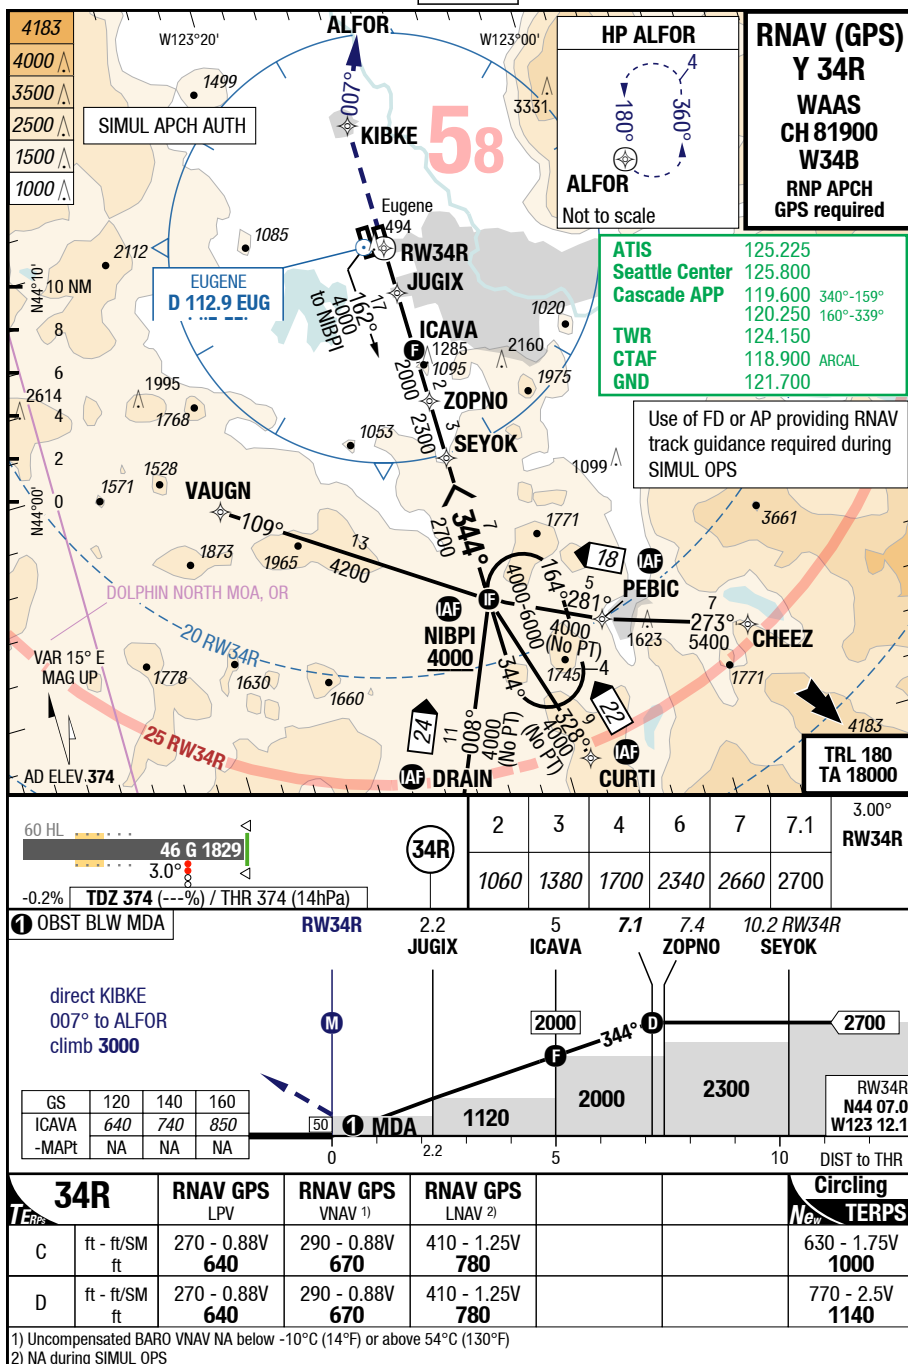 4183
4000
3500
2500
1500
1000
W123°20'
ALFOR
W123°00'
1499
SIMUL APCH AUTH
007°
KIBKE
58
3331
HP ALFOR
4
180°
360°
ALFOR
Not to scale
RNAV (GPS)
Y 34R
WAAS
CH 81900
W34B
RNP APCH
GPS required
Eugene
494
RW34R
1085
2112
N44°10'
10 NM
EUGENE
D 112.9 EUG
JUGIX
17
162°
4000
to NIBPI
ATIS 125.225
Seattle Center 125.800
Cascade APP 119.600 340°-159°
120.250 160°-339°
TWR 124.150
CTAF 118.900 ARCAL
GND 121.700
8
1020
ICAVA
F
1285
1095
2160
2000
2
6
2614
1995
1975
4
1768
ZOPNO
2300
3
SEYOK
1053
Use of FD or AP providing RNAV
track guidance required during
SIMUL OPS
2
1528
1099
1571
VAUGN
0
N44°00'
109°
2700
344°
7
1771
3661
1873
1965
13
4200
18
IAF
PEBIC
DOLPHIN NORTH MOA, OR
IF
164°
4000-6000
5
281°
4000
(No PT)
7
273°
5400
CHEEZ
IAF
NIBPI
4000
1623
20 RW34R
VAR 15° E
MAG UP
1778
1630
1660
344°
1745
4
1771
25 RW34R
24
11
008°
4000
(No PT)
328°
9
4000
(No PT)
22
4183
AD ELEV.374
IAF DRAIN
IAF
CURTI
TRL 180
TA 18000
60 HL
46 G 1829
3.0°
-0.2%
TDZ 374 (---%) / THR 374 (14hPa)
34R
2 3 4 6 7 7.1 3.00°
RW34R
1060 1380 1700 2340 2660 2700
1 OBST BLW MDA
RW34R 2.2 5 7.1 7.4 10.2 RW34R
JUGIX ICAVA ZOPNO SEYOK
direct KIBKE
007° to ALFOR
climb 3000
M
2000
344°
D
2700
F
2000
2300
1120
GS 120 140 160
ICAVA 640 740 850
-MAPt NA NA NA
50
1 MDA
RW34R
N44 07.0
W123 12.1
0 2.2 5 10 DIST to THR
TERPS
34R
RNAV GPS
LPV
RNAV GPS
VNAV 1)
RNAV GPS
LNAV 2)
Circling
New TERPS
C ft - ft/SM 270 - 0.88V 290 - 0.88V 410 - 1.25V 630 - 1.75V
ft 640 670 780 1000
D ft - ft/SM 270 - 0.88V 290 - 0.88V 410 - 1.25V 770 - 2.5V
ft 640 670 780 1140
1) Uncompensated BARO VNAV NA below -10°C (14°F) or above 54°C (130°F)
2) NA during SIMUL OPS